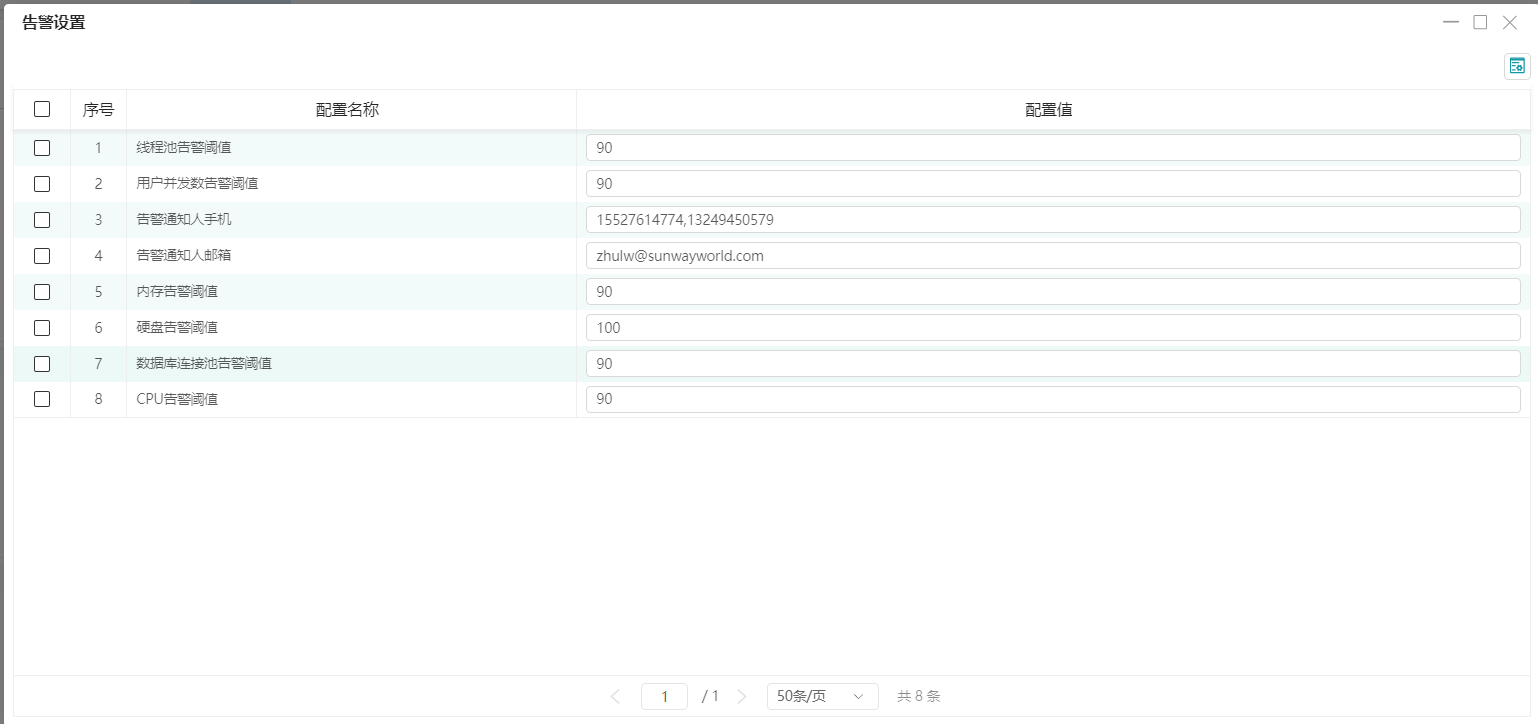 告警设置
序号 配置名称 配置值
1 线程池告警阈值 90
2 用户并发数告警阈值 90
3 告警通知人手机 15527614774,13249450579
4 告警通知人邮箱 zhulw@sunwayworld.com
5 内存告警阈值 90
6 硬盘告警阈值 100
7 数据库连接池告警阈值 90
8 CPU告警阈值 90
1 / 1 50条/页 共 8 条